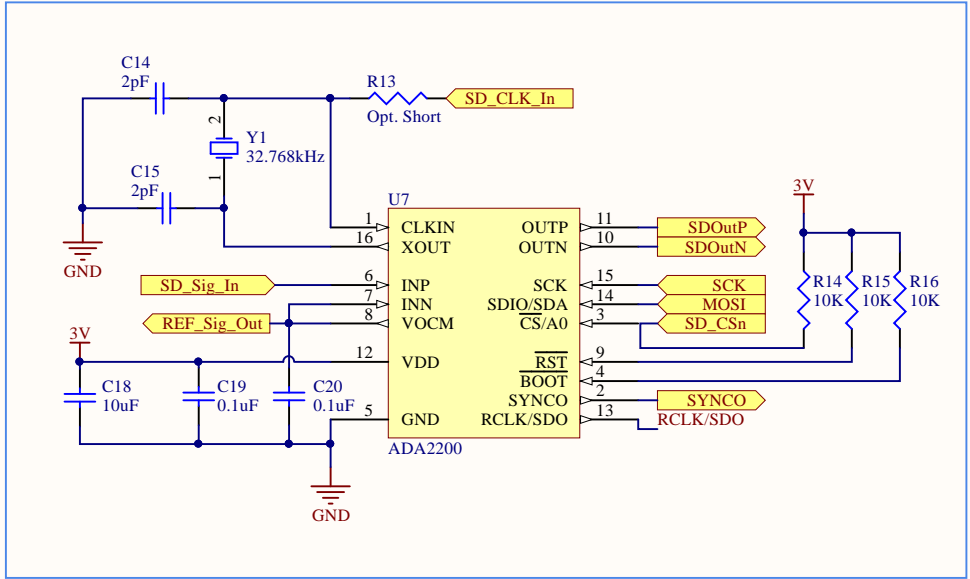 C14
2pF
R13
SD_CLK_In
Opt. Short
2
Y1
32.768kHz
1
C15
2pF
GND
U7
1 CLKIN
16 XOUT
SD_Sig_In 6 INP
7 INN
REF_Sig_Out 8 VOCM
12 VDD
5 GND
ADA2200
OUTP 11 SDOutP
OUTN 10 SDOutN
SCK 15 SCK
SDIO/SDA 14 MOSI
CS/A0 3 SD_CSn
RST 9
BOOT 4
SYNCO 2 SYNCO
RCLK/SDO 13 RCLK/SDO
3V
R14
10K
R15
10K
R16
10K
3V
C18
10uF
C19
0.1uF
C20
0.1uF
GND